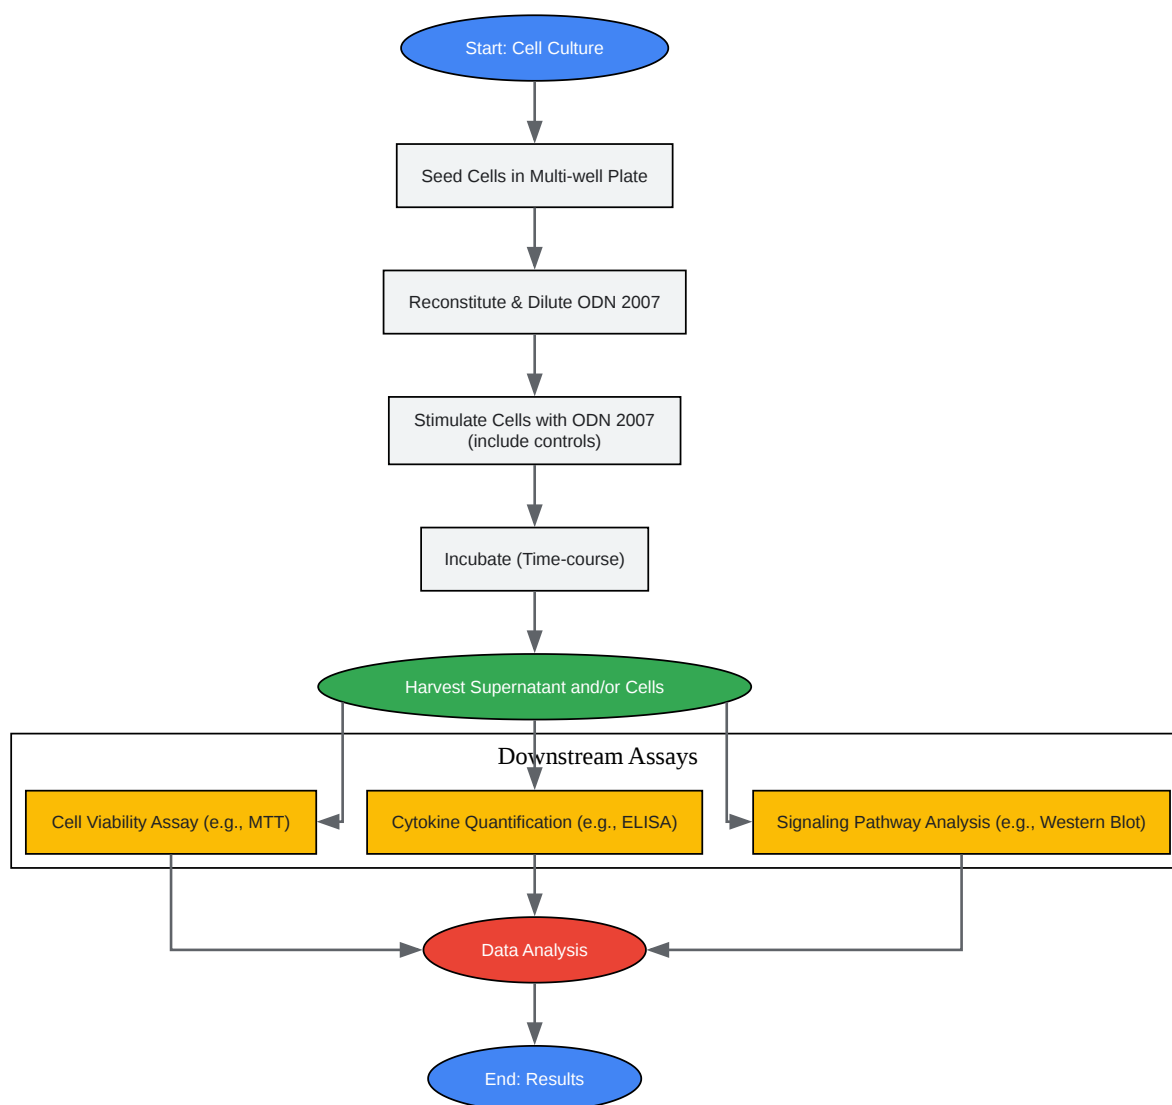 Start: Cell Culture
Seed Cells in Multi-well Plate
Reconstitute & Dilute ODN 2007
Stimulate Cells with ODN 2007
(include controls)
Incubate (Time-course)
Harvest Supernatant and/or Cells
Downstream Assays
Cell Viability Assay (e.g., MTT)
Cytokine Quantification (e.g., ELISA)
Signaling Pathway Analysis (e.g., Western Blot)
Data Analysis
End: Results